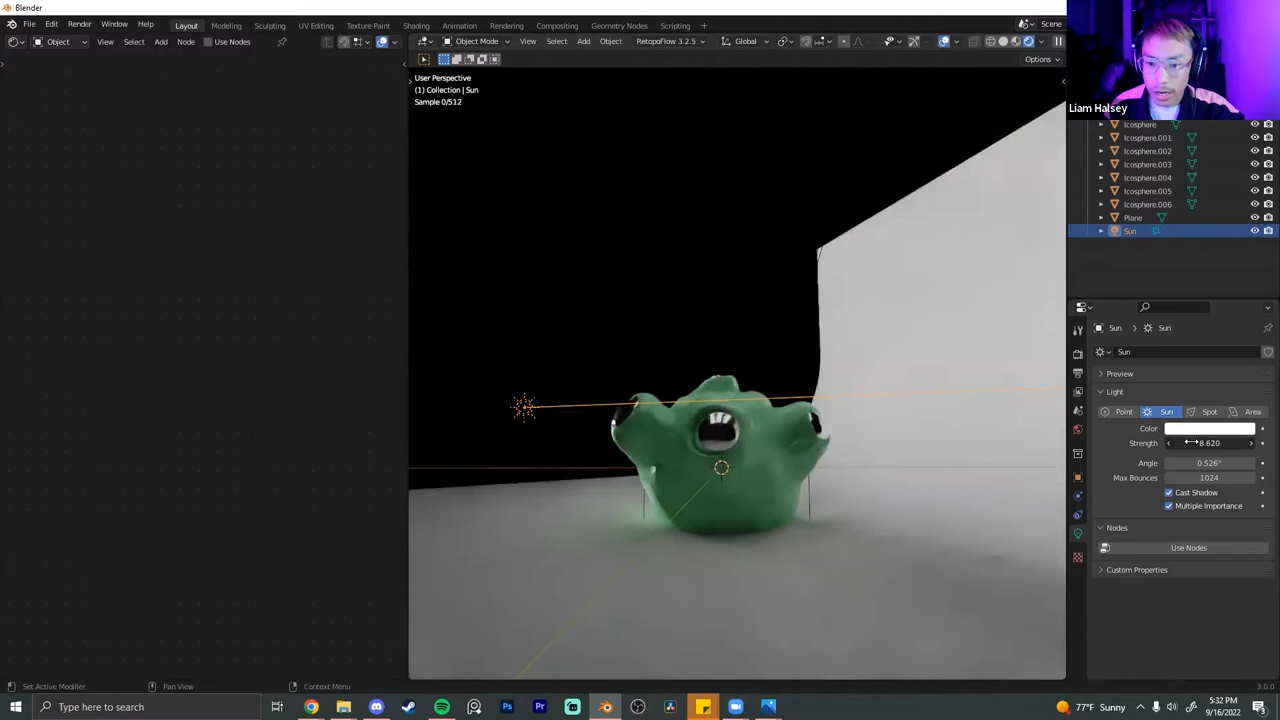 Blender
File Edit Render Window Help Layout Modeling Sculpting UV Editing Texture Paint Shading Animation Rendering Compositing Geometry Nodes Scripting + Scene
Object View Select Add Node Use Nodes
Object Mode View Select Add Object RetopoFlow 3.2.5 Global
Options
User Perspective
(1) Collection | Sun
Sample 0/512
Liam Halsey
Icosphere
Icosphere.001
Icosphere.002
Icosphere.003
Icosphere.004
Icosphere.005
Icosphere.006
Plane
Sun
Sun > Sun
Sun
Preview
Light
Point Sun Spot Area
Color
Strength 8.620
Angle 0.526°
Max Bounces 1024
Cast Shadow
Multiple Importance
Nodes
Use Nodes
Custom Properties
Set Active Modifier Pan View Context Menu 3.0.0
Type here to search
77°F Sunny
5:32 PM
9/16/2022